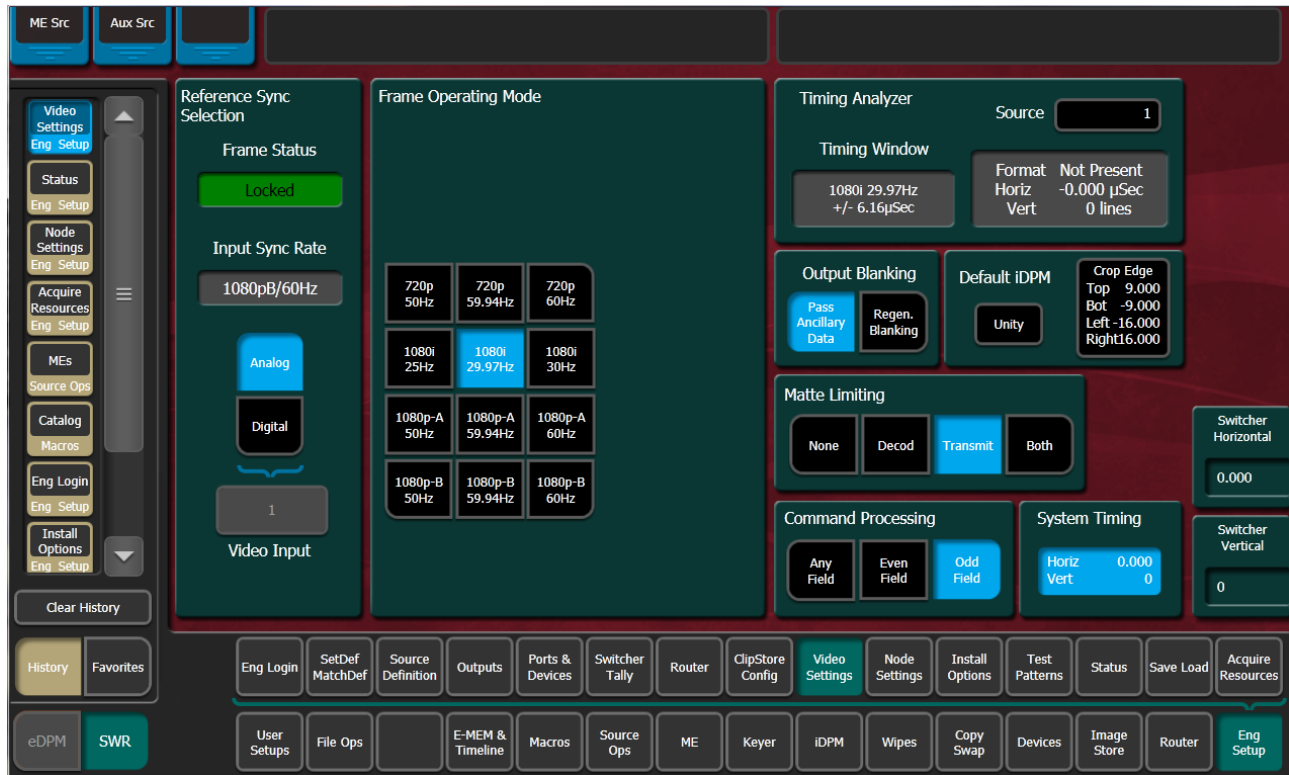 ME Src
Aux Src
Video
Settings
Eng Setup
Status
Eng Setup
Node
Settings
Eng Setup
Acquire
Resources
Eng Setup
MEs
Source Ops
Catalog
Macros
Eng Login
Eng Setup
Install
Options
Eng Setup
Clear History
History
Favorites
eDPM
SWR
Reference Sync
Selection
Frame Status
Locked
Input Sync Rate
1080pB/60Hz
Analog
Digital
1
Video Input
Frame Operating Mode
720p
50Hz
720p
59.94Hz
720p
60Hz
1080i
25Hz
1080i
29.97Hz
1080i
30Hz
1080p-A
50Hz
1080p-A
59.94Hz
1080p-A
60Hz
1080p-B
50Hz
1080p-B
59.94Hz
1080p-B
60Hz
Timing Analyzer
Source 1
Timing Window
1080i 29.97Hz
+/- 6.16µSec
Format Not Present
Horiz -0.000 µSec
Vert 0 lines
Output Blanking
Pass
Ancillary
Data
Regen.
Blanking
Default iDPM
Unity
Crop Edge
Top 9.000
Bot -9.000
Left -16.000
Right16.000
Matte Limiting
None
Decod
Transmit
Both
Command Processing
Any
Field
Even
Field
Odd
Field
System Timing
Horiz 0.000
Vert 0
Switcher
Horizontal
0.000
Switcher
Vertical
0
Eng Login
SetDef
MatchDef
Source
Definition
Outputs
Ports &
Devices
Switcher
Tally
Router
ClipStore
Config
Video
Settings
Node
Settings
Install
Options
Test
Patterns
Status
Save Load
Acquire
Resources
User
Setups
File Ops
E-MEM &
Timeline
Macros
Source
Ops
ME
Keyer
iDPM
Wipes
Copy
Swap
Devices
Image
Store
Router
Eng
Setup